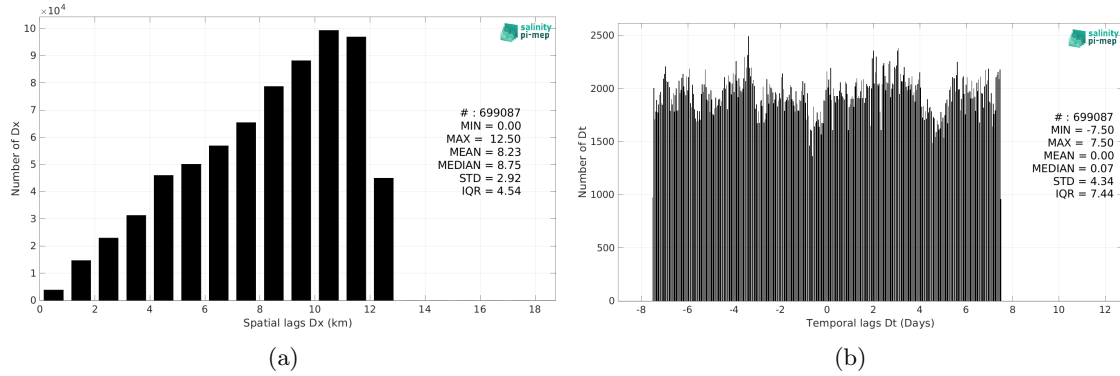 ×10⁴
10
9
8
7
6
5
4
3
2
1
0
Number of Dx
0 2 4 6 8 10 12 14 16 18
Spatial lags Dx (km)
salinity
pi-mep
# : 699087
MIN = 0.00
MAX = 12.50
MEAN = 8.23
MEDIAN = 8.75
STD = 2.92
IQR = 4.54
(a)
2500
2000
1500
1000
500
0
Number of Dt
-8 -6 -4 -2 0 2 4 6 8 10 12
Temporal lags Dt (Days)
salinity
pi-mep
# : 699087
MIN = -7.50
MAX = 7.50
MEAN = 0.00
MEDIAN = 0.07
STD = 4.34
IQR = 7.44
(b)